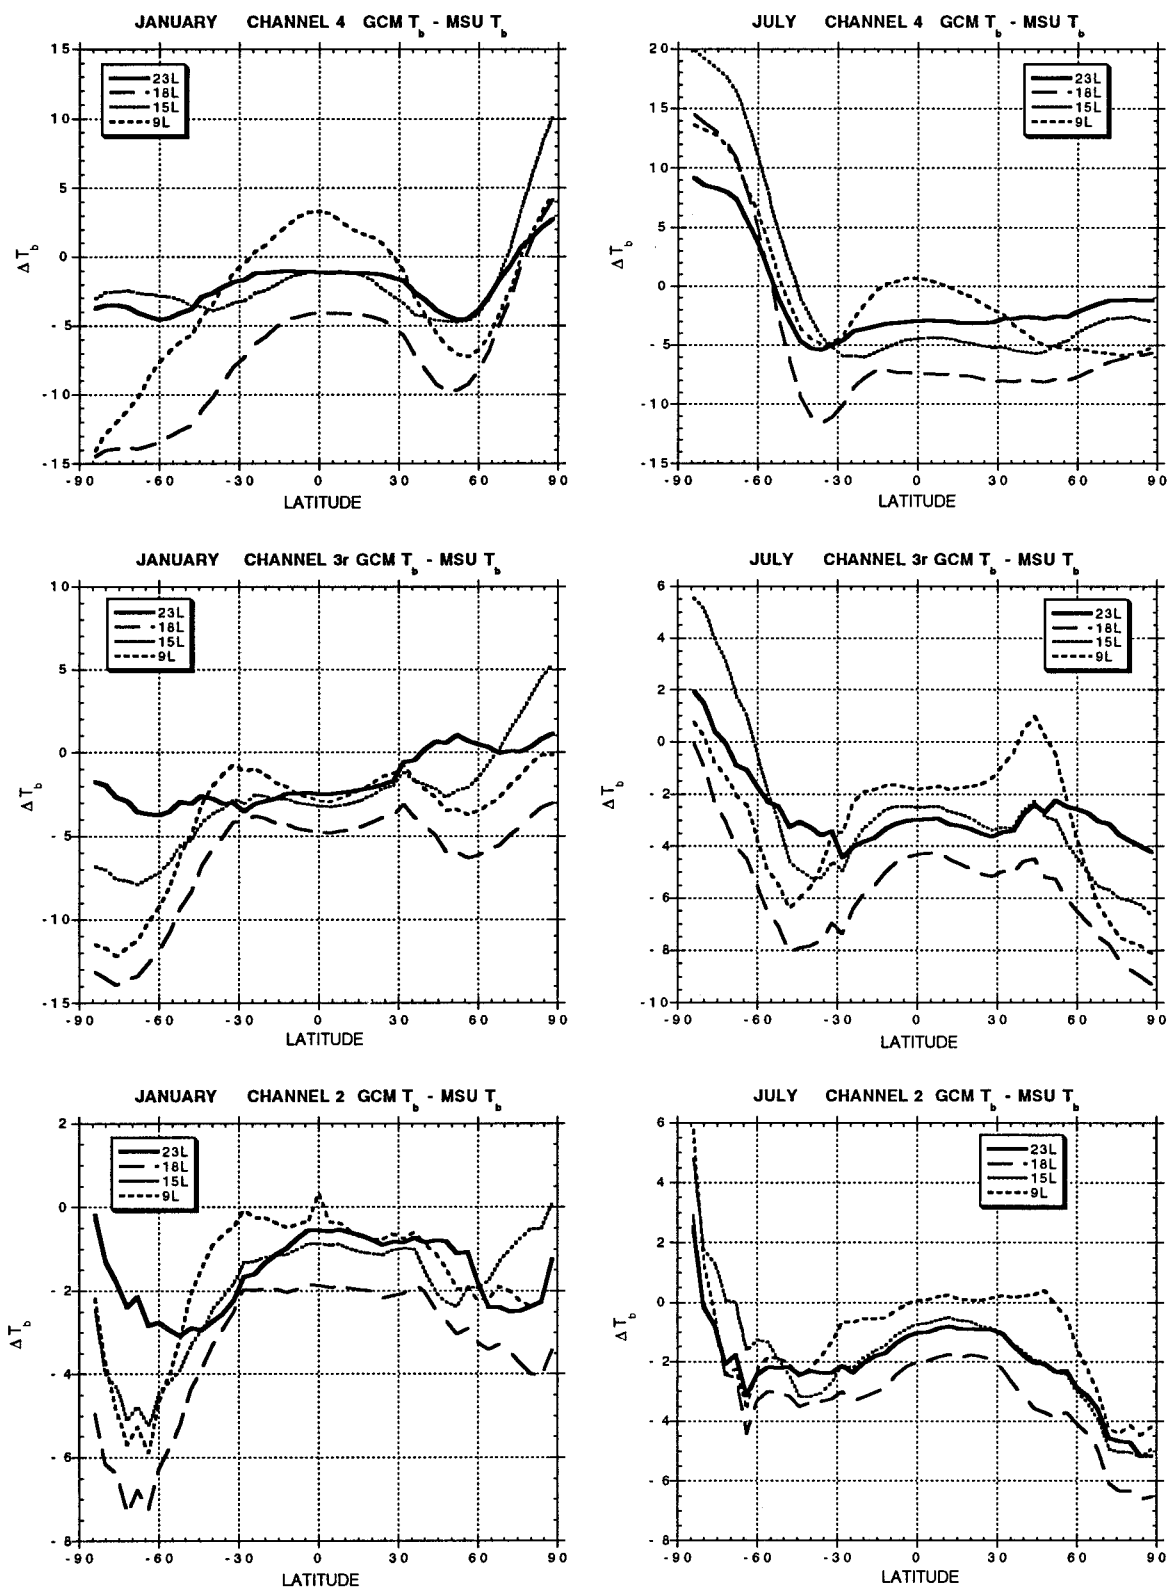 JANUARY CHANNEL 4 GCM Tb - MSU Tb
15
10
5
0
-5
-10
-15
Δ Tb
23L
18L
15L
9L
-90 -60 -30 0 30 60 90
LATITUDE
JULY CHANNEL 4 GCM Tb - MSU Tb
20
15
10
5
0
-5
-10
-15
Δ Tb
23L
18L
15L
9L
-90 -60 -30 0 30 60 90
LATITUDE
JANUARY CHANNEL 3r GCM Tb - MSU Tb
10
5
0
-5
-10
-15
Δ Tb
23L
18L
15L
9L
-90 -60 -30 0 30 60 90
LATITUDE
JULY CHANNEL 3r GCM Tb - MSU Tb
6
4
2
0
-2
-4
-6
-8
-10
Δ Tb
23L
18L
15L
9L
-90 -60 -30 0 30 60 90
LATITUDE
JANUARY CHANNEL 2 GCM Tb - MSU Tb
2
0
-2
-4
-6
-8
Δ Tb
23L
18L
15L
9L
-90 -60 -30 0 30 60 90
LATITUDE
JULY CHANNEL 2 GCM Tb - MSU Tb
6
4
2
0
-2
-4
-6
-8
Δ Tb
23L
18L
15L
9L
-90 -60 -30 0 30 60 90
LATITUDE